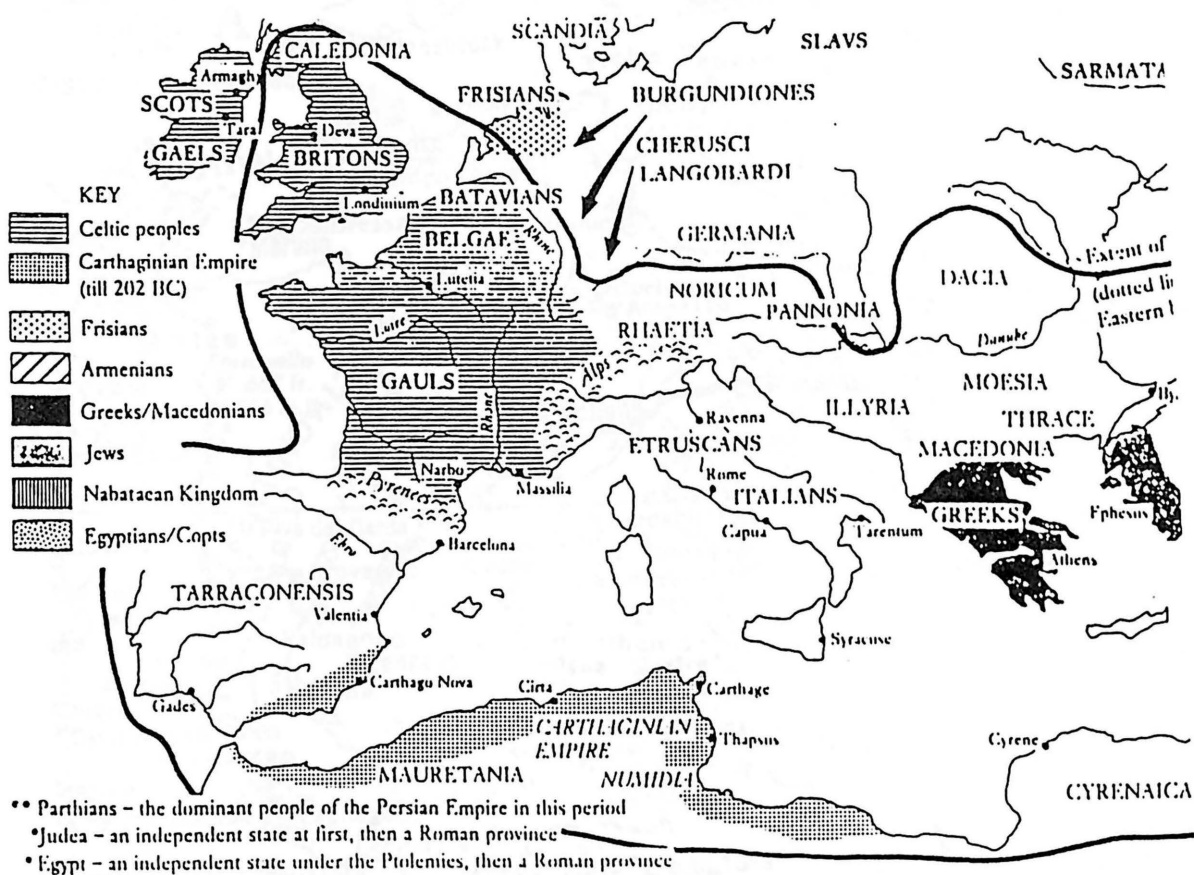 SCANDIA
SLAVS
CALEDONIA
SARMATA
Armagh
FRISIANS
BURGUNDIONES
SCOTS
Tara
Deva
CHERUSCI
LANGOBARDI
GAELS
BRITONS
KEY
Londinium
BATAVIANS
Celtic peoples
BELGAE
Rhone
GERMANIA
Carthaginian Empire
(till 202 BC)
Extent of
Lutetia
NORICUM
DACIA
(dotted lin
PANNONIA
Eastern
Frisians
Loire
RHAETIA
Danube
Armenians
GAULS
Alps
MOESIA
Rhone
Greeks/Macedonians
Ravenna
ILLYRIA
THRACE
ETRUSCANS
MACEDONIA
Jews
Narbo
Massilia
Rome
Nabataean Kingdom
Pyrenees
ITALIANS
GREEKS
Ephesus
Egyptians/Copts
Ebro
Barcelona
Capua
Tarentum
Athens
TARRACONENSIS
Valentia
Syracuse
Carthago Nova
Cirta
Carthage
Gades
CARTHAGINIAN
EMPIRE
Thapsus
Cyrene
MAURETANIA
NUMIDIA
CYRENAICA
•• Parthians – the dominant people of the Persian Empire in this period
•Judea – an independent state at first, then a Roman province
• Egypt – an independent state under the Ptolemies, then a Roman province